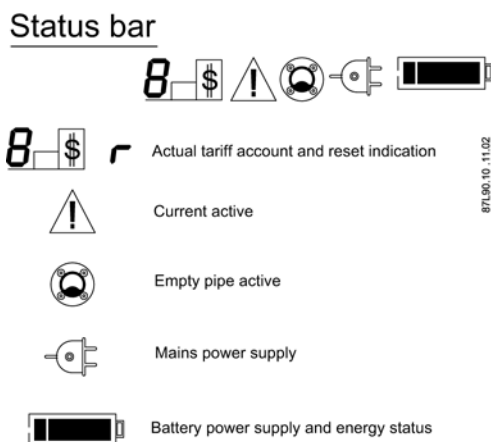 Status bar
8 $ !
8 $ r Actual tariff account and reset indication
! Current active
Empty pipe active
Mains power supply
Battery power supply and energy status
87L90.10 .11.02